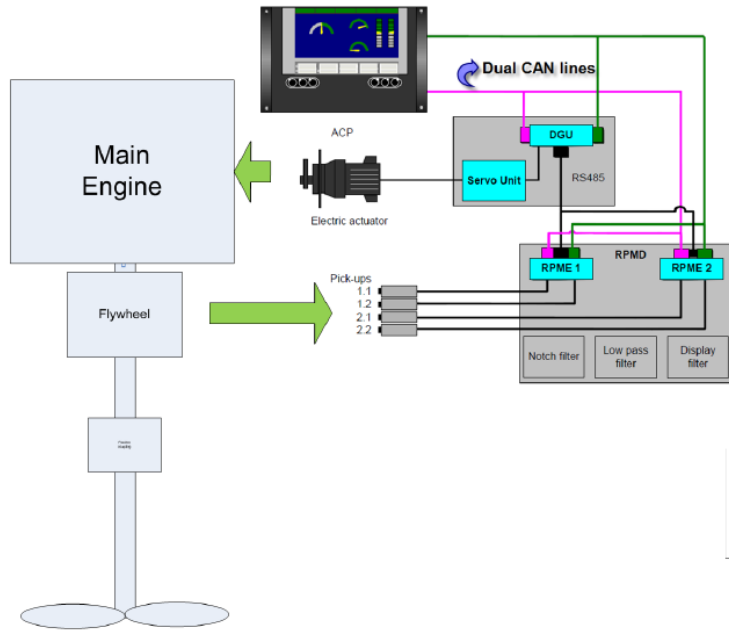 Dual CAN lines
ACP
Main
Engine
DGU
RS485
Servo Unit
Electric actuator
RPMD
RPME 1
RPME 2
Pick-ups
1.1
1.2
2.1
2.2
Flywheel
Notch filter
Low pass
filter
Display
filter